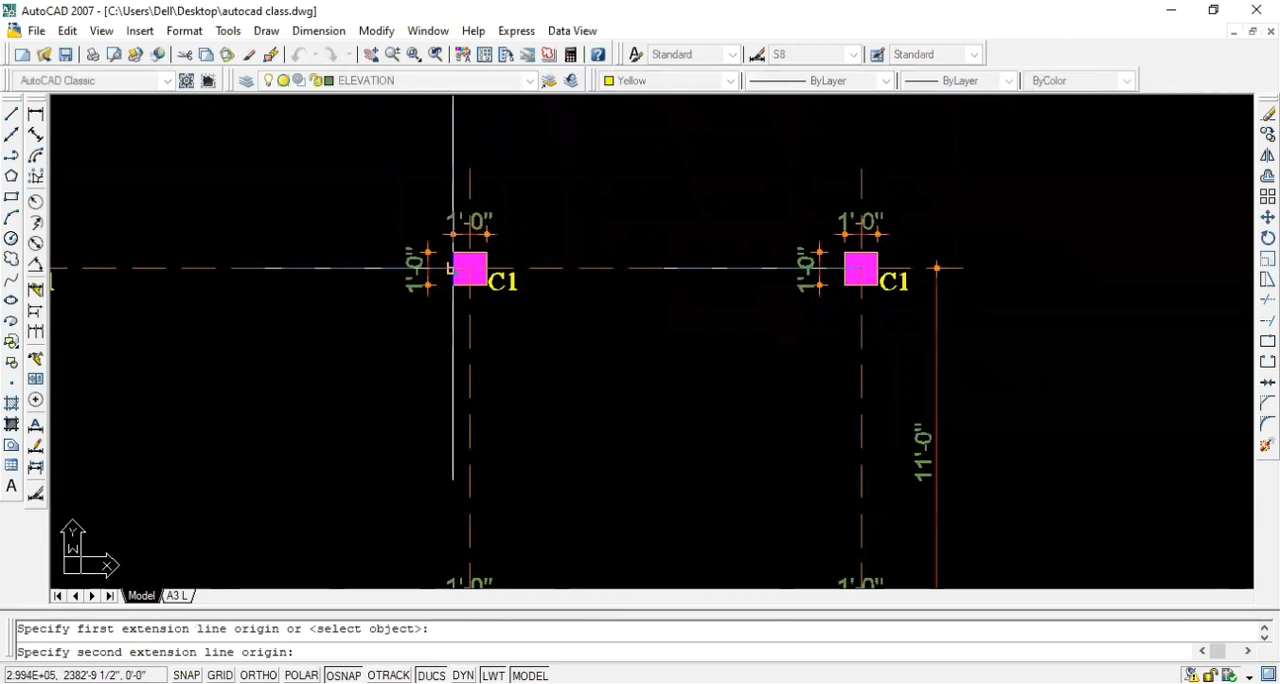 AutoCAD 2007 - [C:\Users\Dell\Desktop\autocad class.dwg]
File Edit View Insert Format Tools Draw Dimension Modify Window Help Express Data View
Standard S8 Standard
AutoCAD Classic ELEVATION Yellow ByLayer ByLayer ByColor
1'-0" 1'-0"
1'-0" C1 1'-0" C1
11'-0"
Y
W
X
1'-0" 1'-0"
A
Model A3 L
Specify first extension line origin or <select object>:
Specify second extension line origin:
2.994E+05, 2382'-9 1/2", 0'-0" SNAP GRID ORTHO POLAR OSNAP OTRACK DUCS DYN LWT MODEL